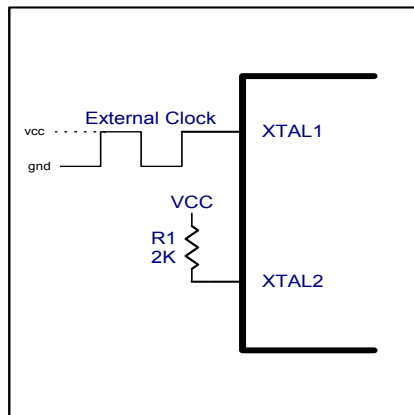 External Clock
vcc
XTAL1
gnd
VCC
R1
2K
XTAL2